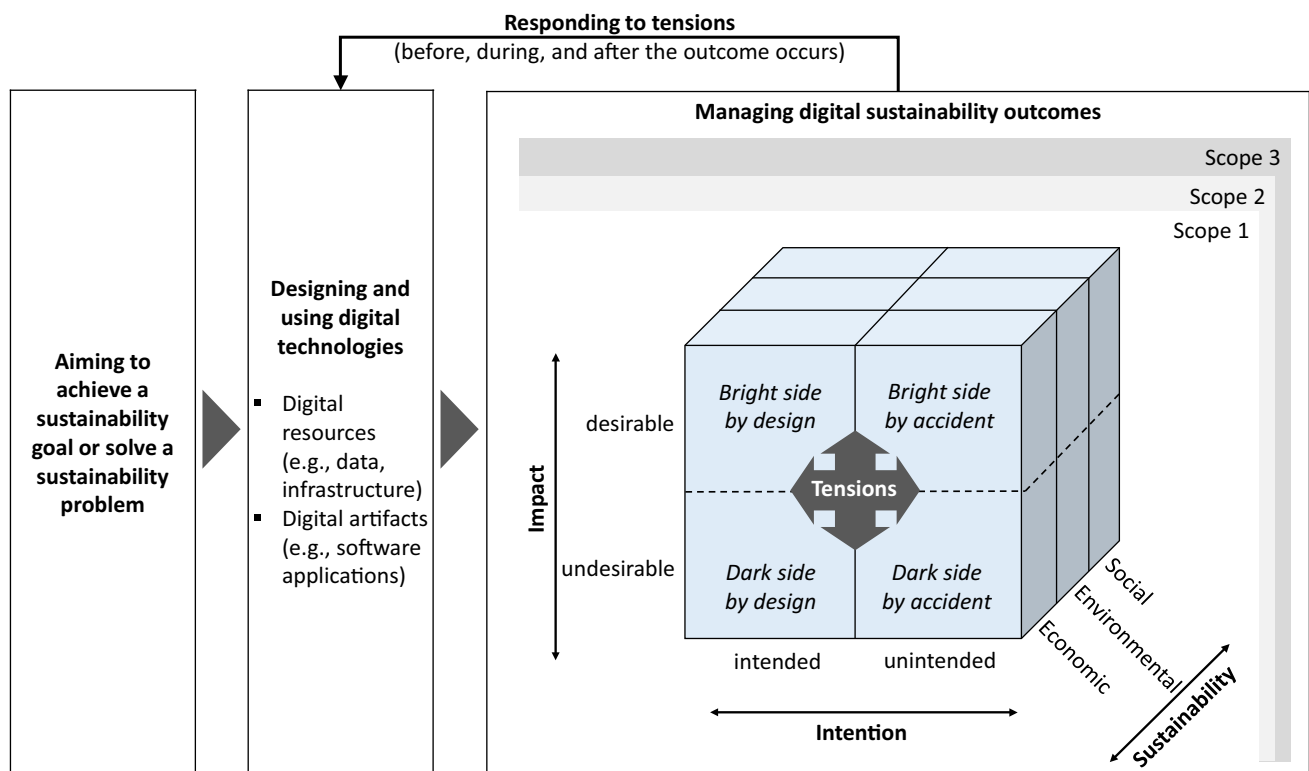 Responding to tensions
(before, during, and after the outcome occurs)
Aiming to
achieve a
sustainability
goal or solve a
sustainability
problem
Designing and
using digital
technologies
▪ Digital
resources
(e.g., data,
infrastructure)
▪ Digital artifacts
(e.g., software
applications)
Managing digital sustainability outcomes
Scope 3
Scope 2
Scope 1
Impact
desirable
undesirable
Bright side
by design
Bright side
by accident
Tensions
Dark side
by design
Dark side
by accident
intended
unintended
Intention
Social
Environmental
Economic
Sustainability